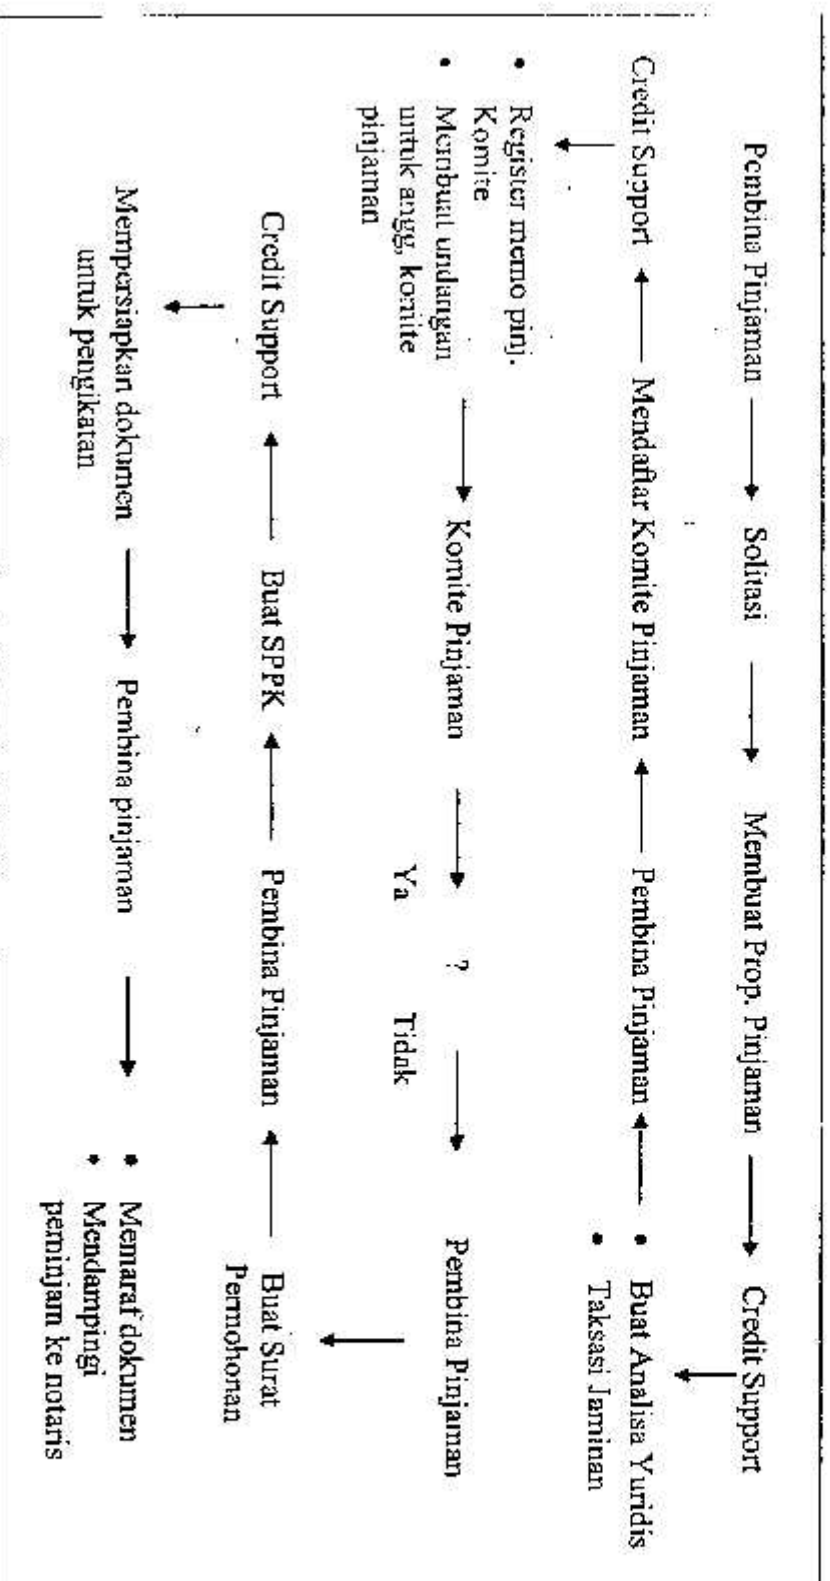 Pembina Pinjaman → Solitasi → Membuat Prop. Pinjaman → Credit Support
• Buat Analisa Yuridis
• Taksasi Jaminan
Pembina Pinjaman
Mendaftar Komite Pinjaman
Credit Support
• Register memo pinj.
Komite
• Membuat undangan
untuk angg, komite
pinjaman
Komite Pinjaman
?
Ya
Tidak
Pembina Pinjaman
Buat Surat
Permohonan
Pembina Pinjaman
Buat SPPK
Credit Support
Mempersiapkan dokumen
untuk pengikatan
Pembina pinjaman
• Memaraf dokumen
• Mendampingi
peminjam ke notaris